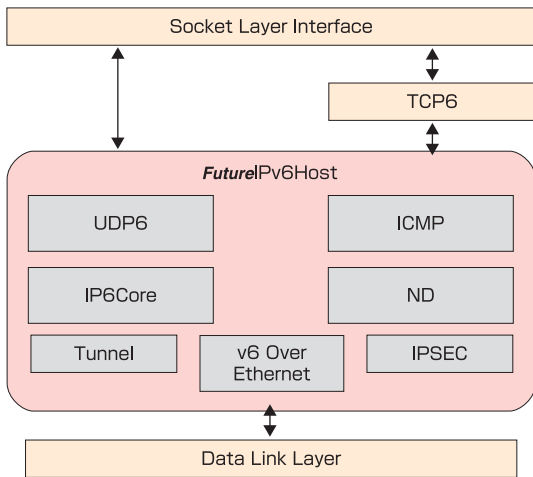 Socket Layer Interface
TCP6
FutureIPv6Host
UDP6
ICMP
IP6Core
ND
Tunnel
v6 Over
Ethernet
IPSEC
Data Link Layer